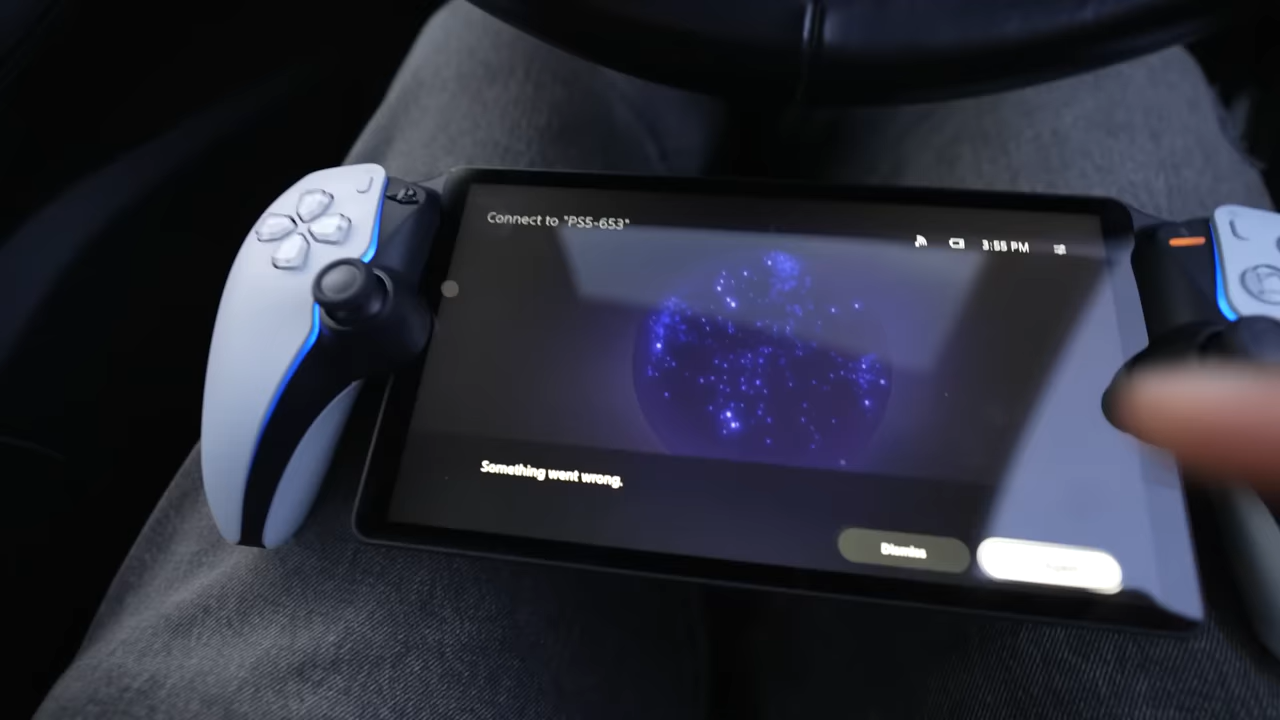 Connect to "PS5-653"
3:55 PM
Something went wrong.
Dismiss